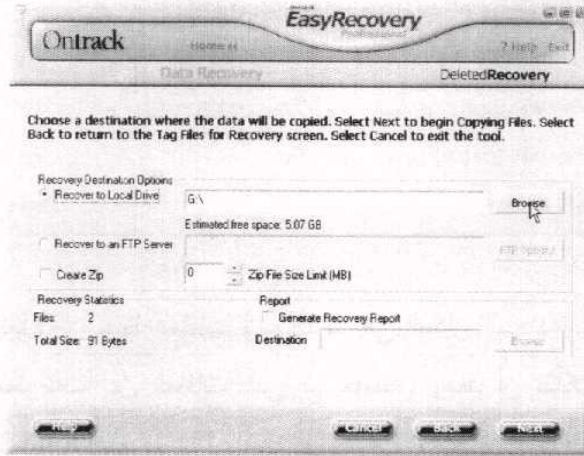 EasyRecovery
Professional
Ontrack
Home
? Help Exit
Data Recovery
DeletedRecovery
Choose a destination where the data will be copied. Select Next to begin Copying Files. Select
Back to return to the Tag Files for Recovery screen. Select Cancel to exit the tool.
Recovery Destination Options
Recover to Local Drive
G:\
Browse
Estimated free space: 5.07 GB
Recover to an FTP Server
FTP Options
Create Zip
0
Zip File Size Limit (MB)
Recovery Statistics
Report
Files: 2
Generate Recovery Report
Total Size: 91 Bytes
Destination
Browse
Help
Cancel
Back
Next